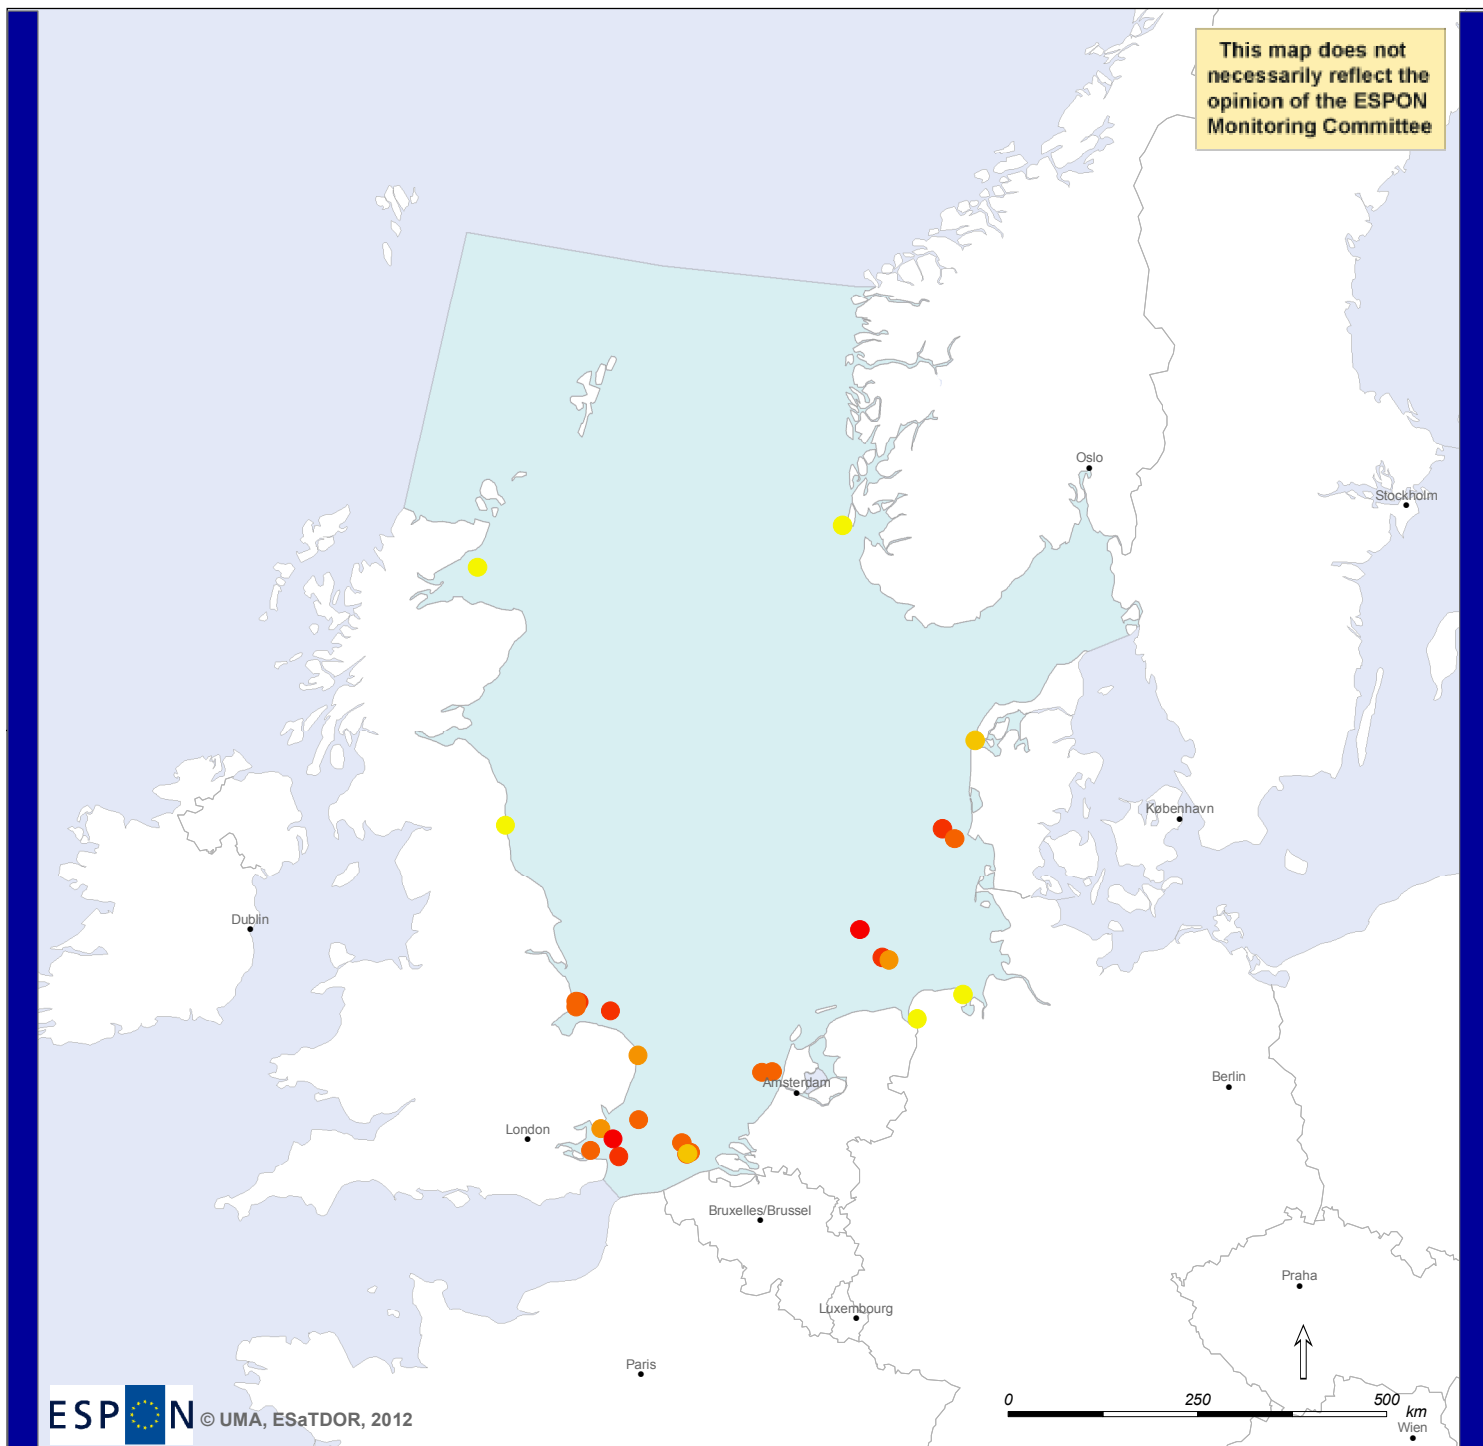 This map does not
necessarily reflect the
opinion of the ESPON
Monitoring Committee
Oslo
Stockholm
København
Dublin
Berlin
Amsterdam
London
Bruxelles/Brussel
Praha
Luxembourg
Paris
0 250 500
km
ESPON © UMA, ESaTDOR, 2012
Wien